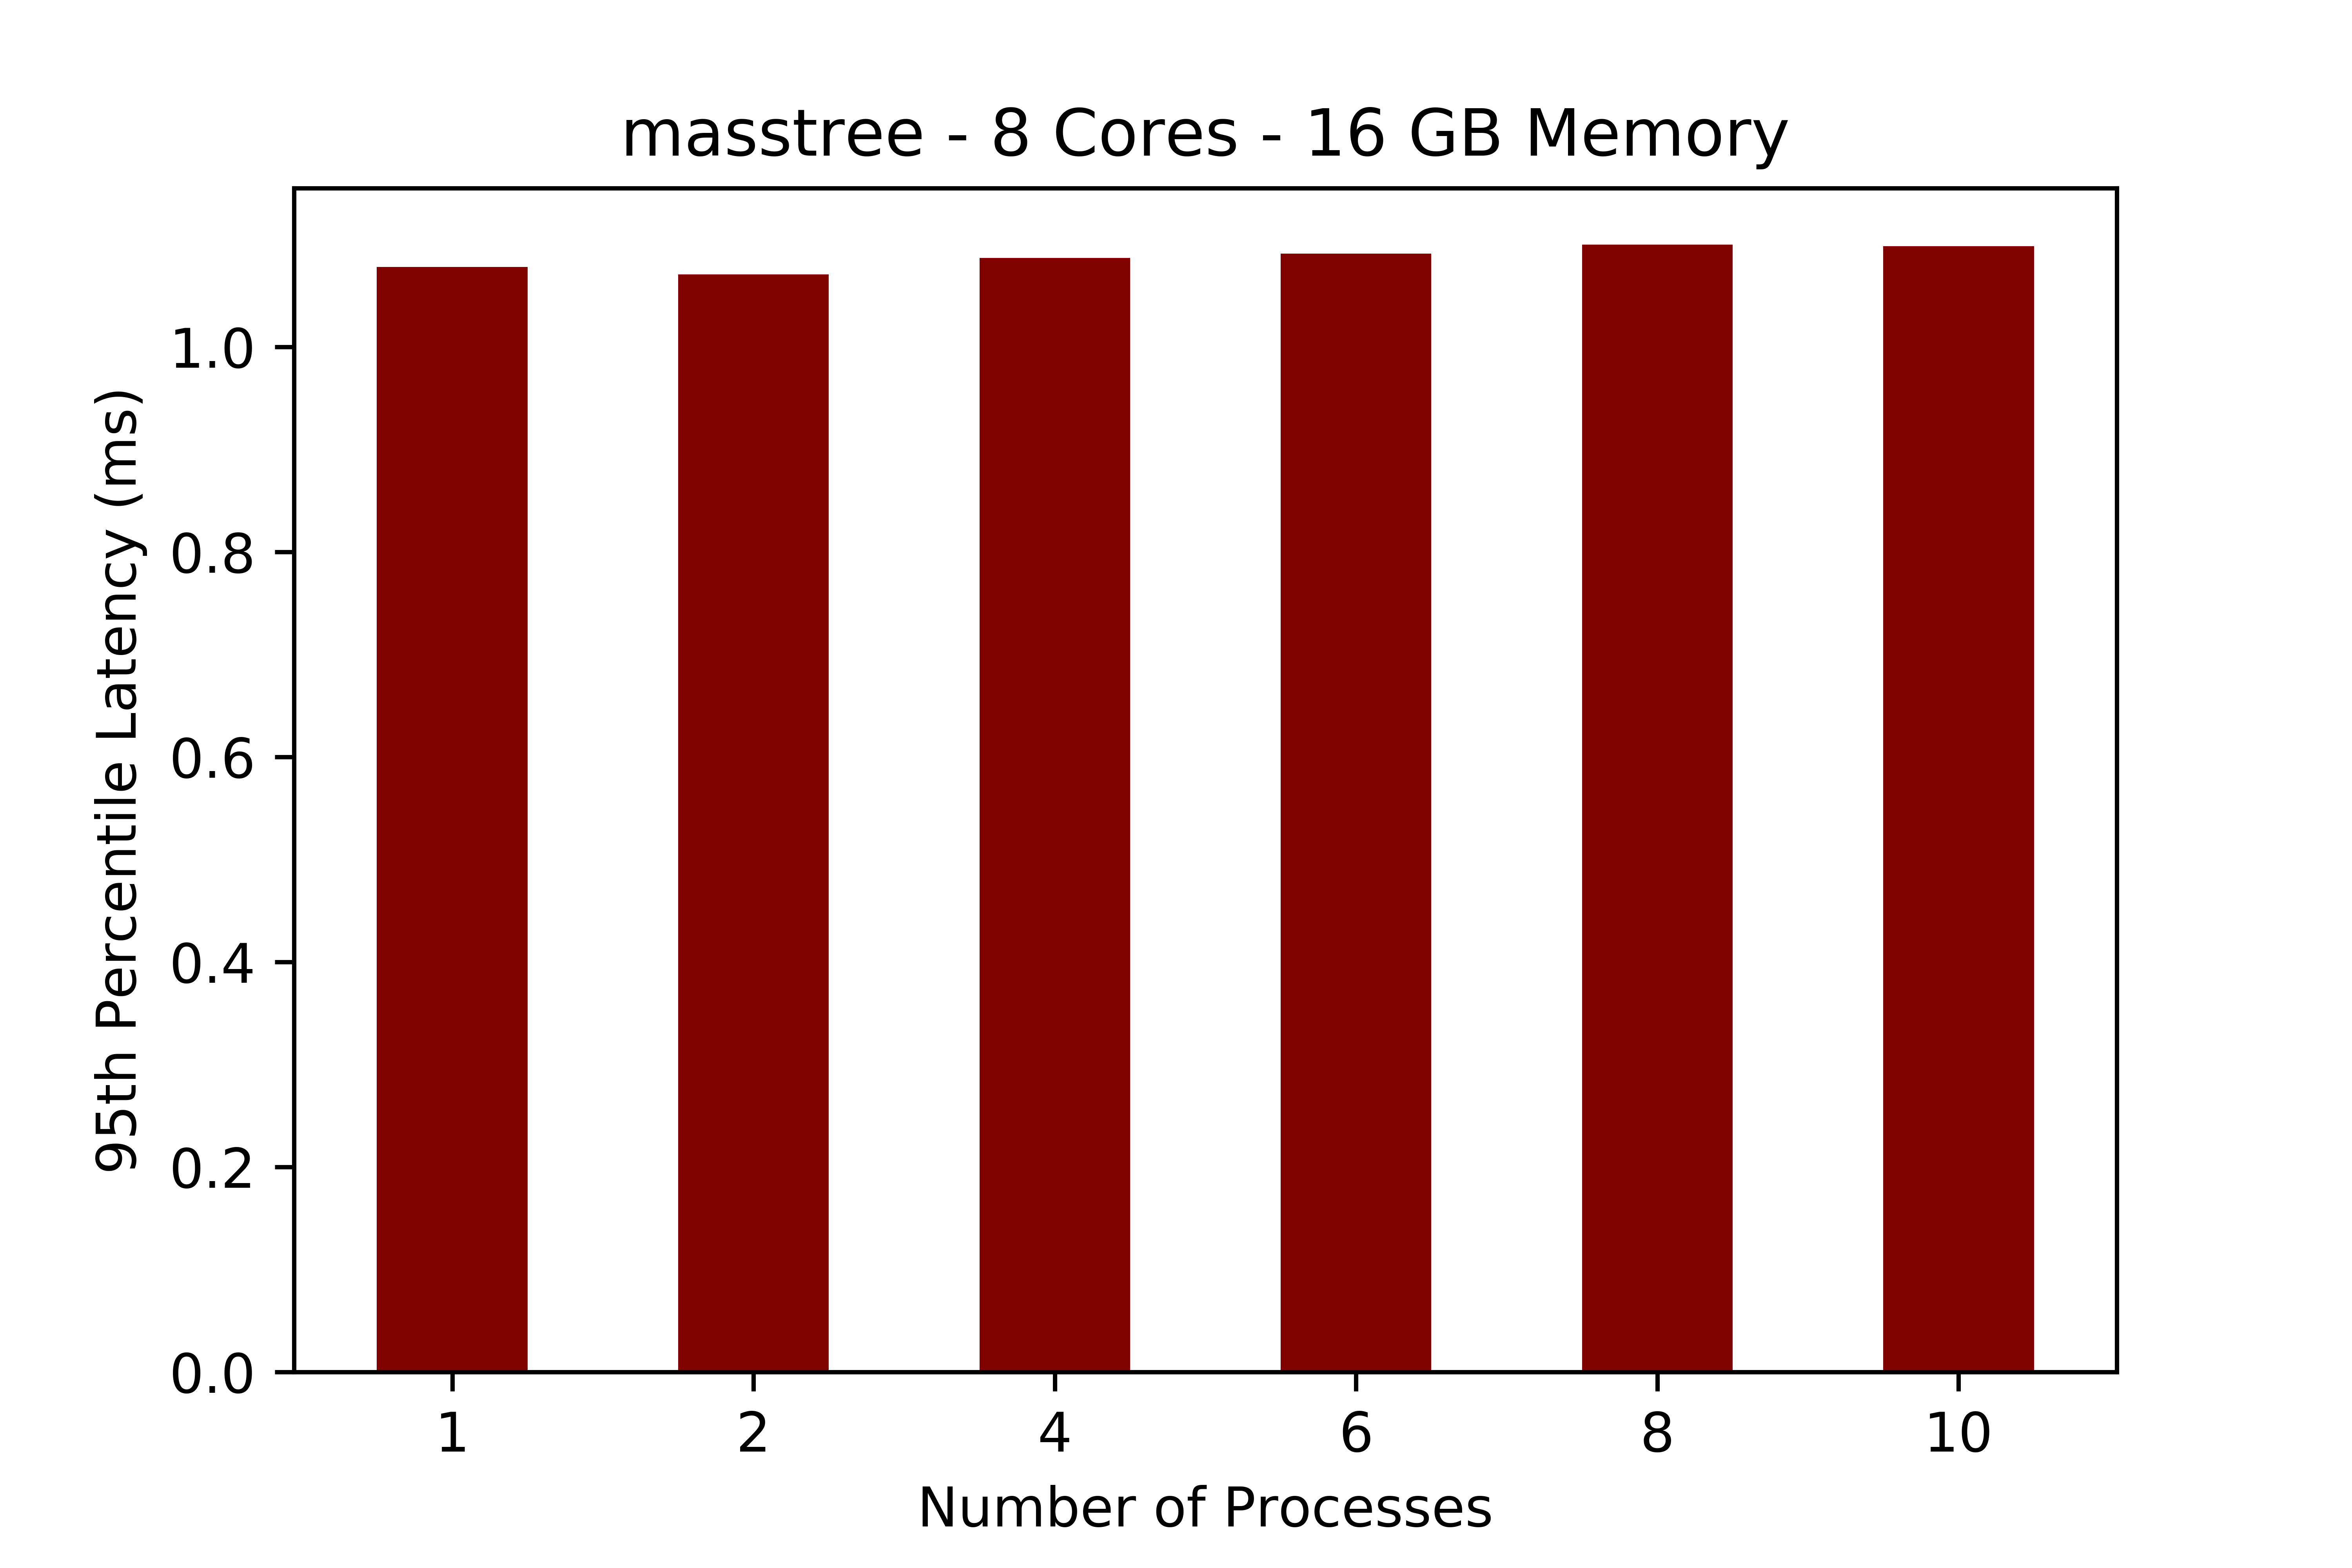 masstree - 8 Cores - 16 GB Memory
95th Percentile Latency (ms)
1.0
0.8
0.6
0.4
0.2
0.0
1 2 4 6 8 10
Number of Processes